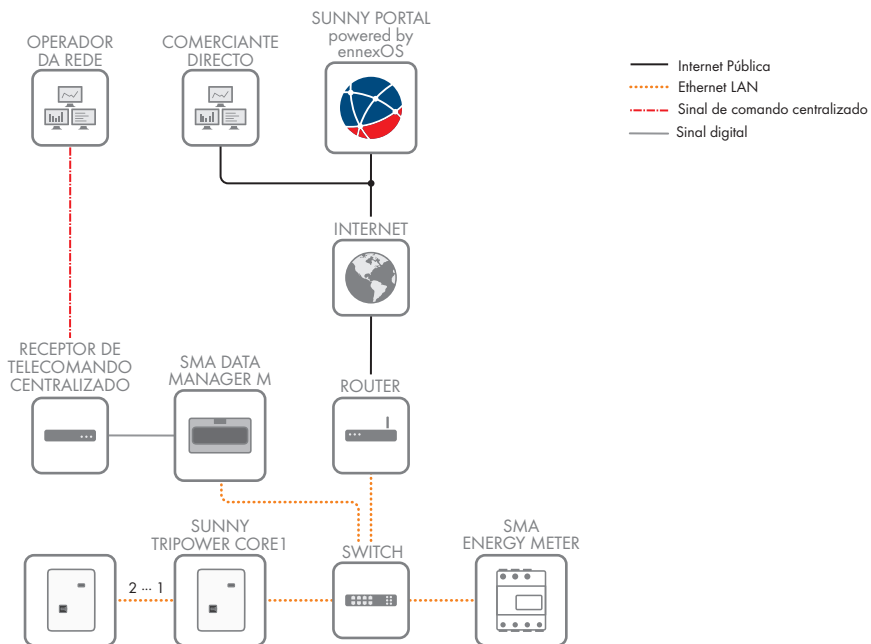 SUNNY PORTAL
powered by
ennexOS
OPERADOR
DA REDE
COMERCIANTE
DIRECTO
Internet Pública
Ethernet LAN
Sinal de comando centralizado
Sinal digital
INTERNET
RECEPTOR DE
TELECOMANDO
CENTRALIZADO
SMA DATA
MANAGER M
ROUTER
SUNNY
TRIPOWER CORE1
SWITCH
SMA
ENERGY METER
2 ... 1